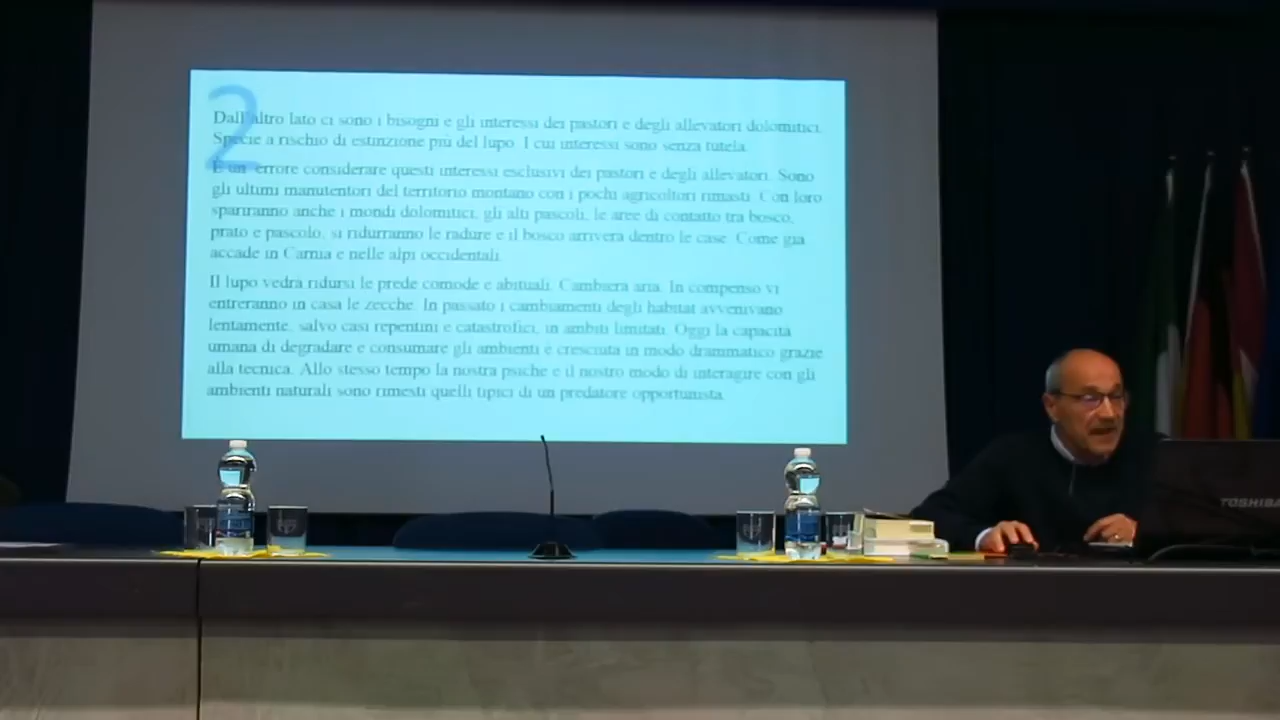 2
Dall'altro lato ci sono i bisogni e gli interessi dei pastori e degli allevatori dolomitici.
Specie a rischio di estinzione più del lupo. I cui interessi sono senza tutela.
È un errore considerare questi interessi esclusivi dei pastori e degli allevatori. Sono
gli ultimi manutentori del territorio montano con i pochi agricoltori rimasti. Con loro
spariranno anche i mondi dolomitici, gli alti pascoli, le aree di contatto tra bosco,
prato e pascolo, si ridurranno le radure e il bosco arriverà dentro le case. Come già
accade in Carnia e nelle alpi occidentali.
Il lupo vedrà ridursi le prede comode e abituali. Cambierà aria. In compenso vi
entreranno in casa le zecche. In passato i cambiamenti degli habitat avvenivano
lentamente, salvo casi repentini e catastrofici, in ambiti limitati. Oggi la capacità
umana di degradare e consumare gli ambienti è cresciuta in modo drammatico grazie
alla tecnica. Allo stesso tempo la nostra psiche e il nostro modo di interagire con gli
ambienti naturali sono rimesti quelli tipici di un predatore opportunista.
TOSHIBA